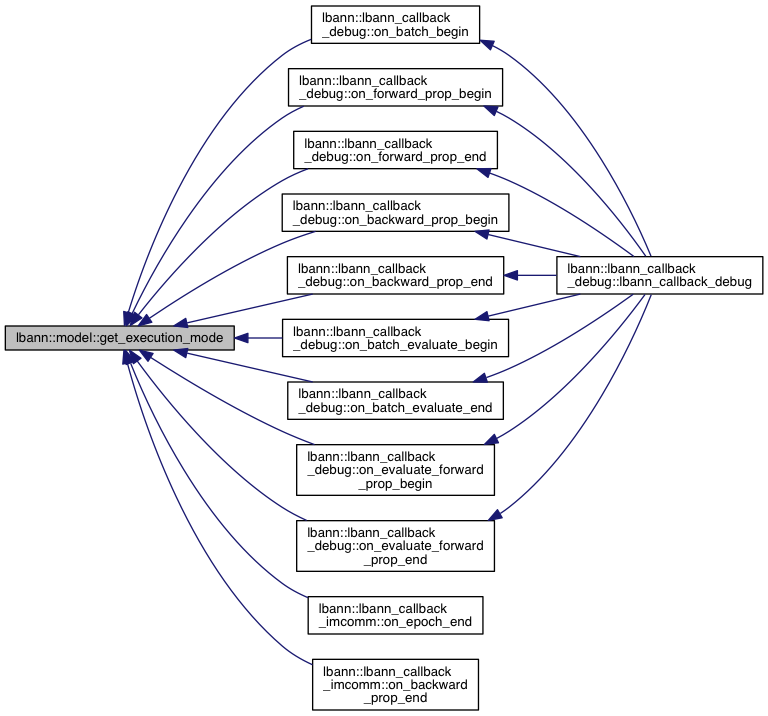 lbann::lbann_callback
_debug::on_batch_begin
lbann::lbann_callback
_debug::on_forward_prop_begin
lbann::lbann_callback
_debug::on_forward_prop_end
lbann::lbann_callback
_debug::on_backward_prop_begin
lbann::lbann_callback
_debug::on_backward_prop_end
lbann::lbann_callback
_debug::lbann_callback_debug
lbann::model::get_execution_mode
lbann::lbann_callback
_debug::on_batch_evaluate_begin
lbann::lbann_callback
_debug::on_batch_evaluate_end
lbann::lbann_callback
_debug::on_evaluate_forward
_prop_begin
lbann::lbann_callback
_debug::on_evaluate_forward
_prop_end
lbann::lbann_callback
_imcomm::on_epoch_end
lbann::lbann_callback
_imcomm::on_backward
_prop_end